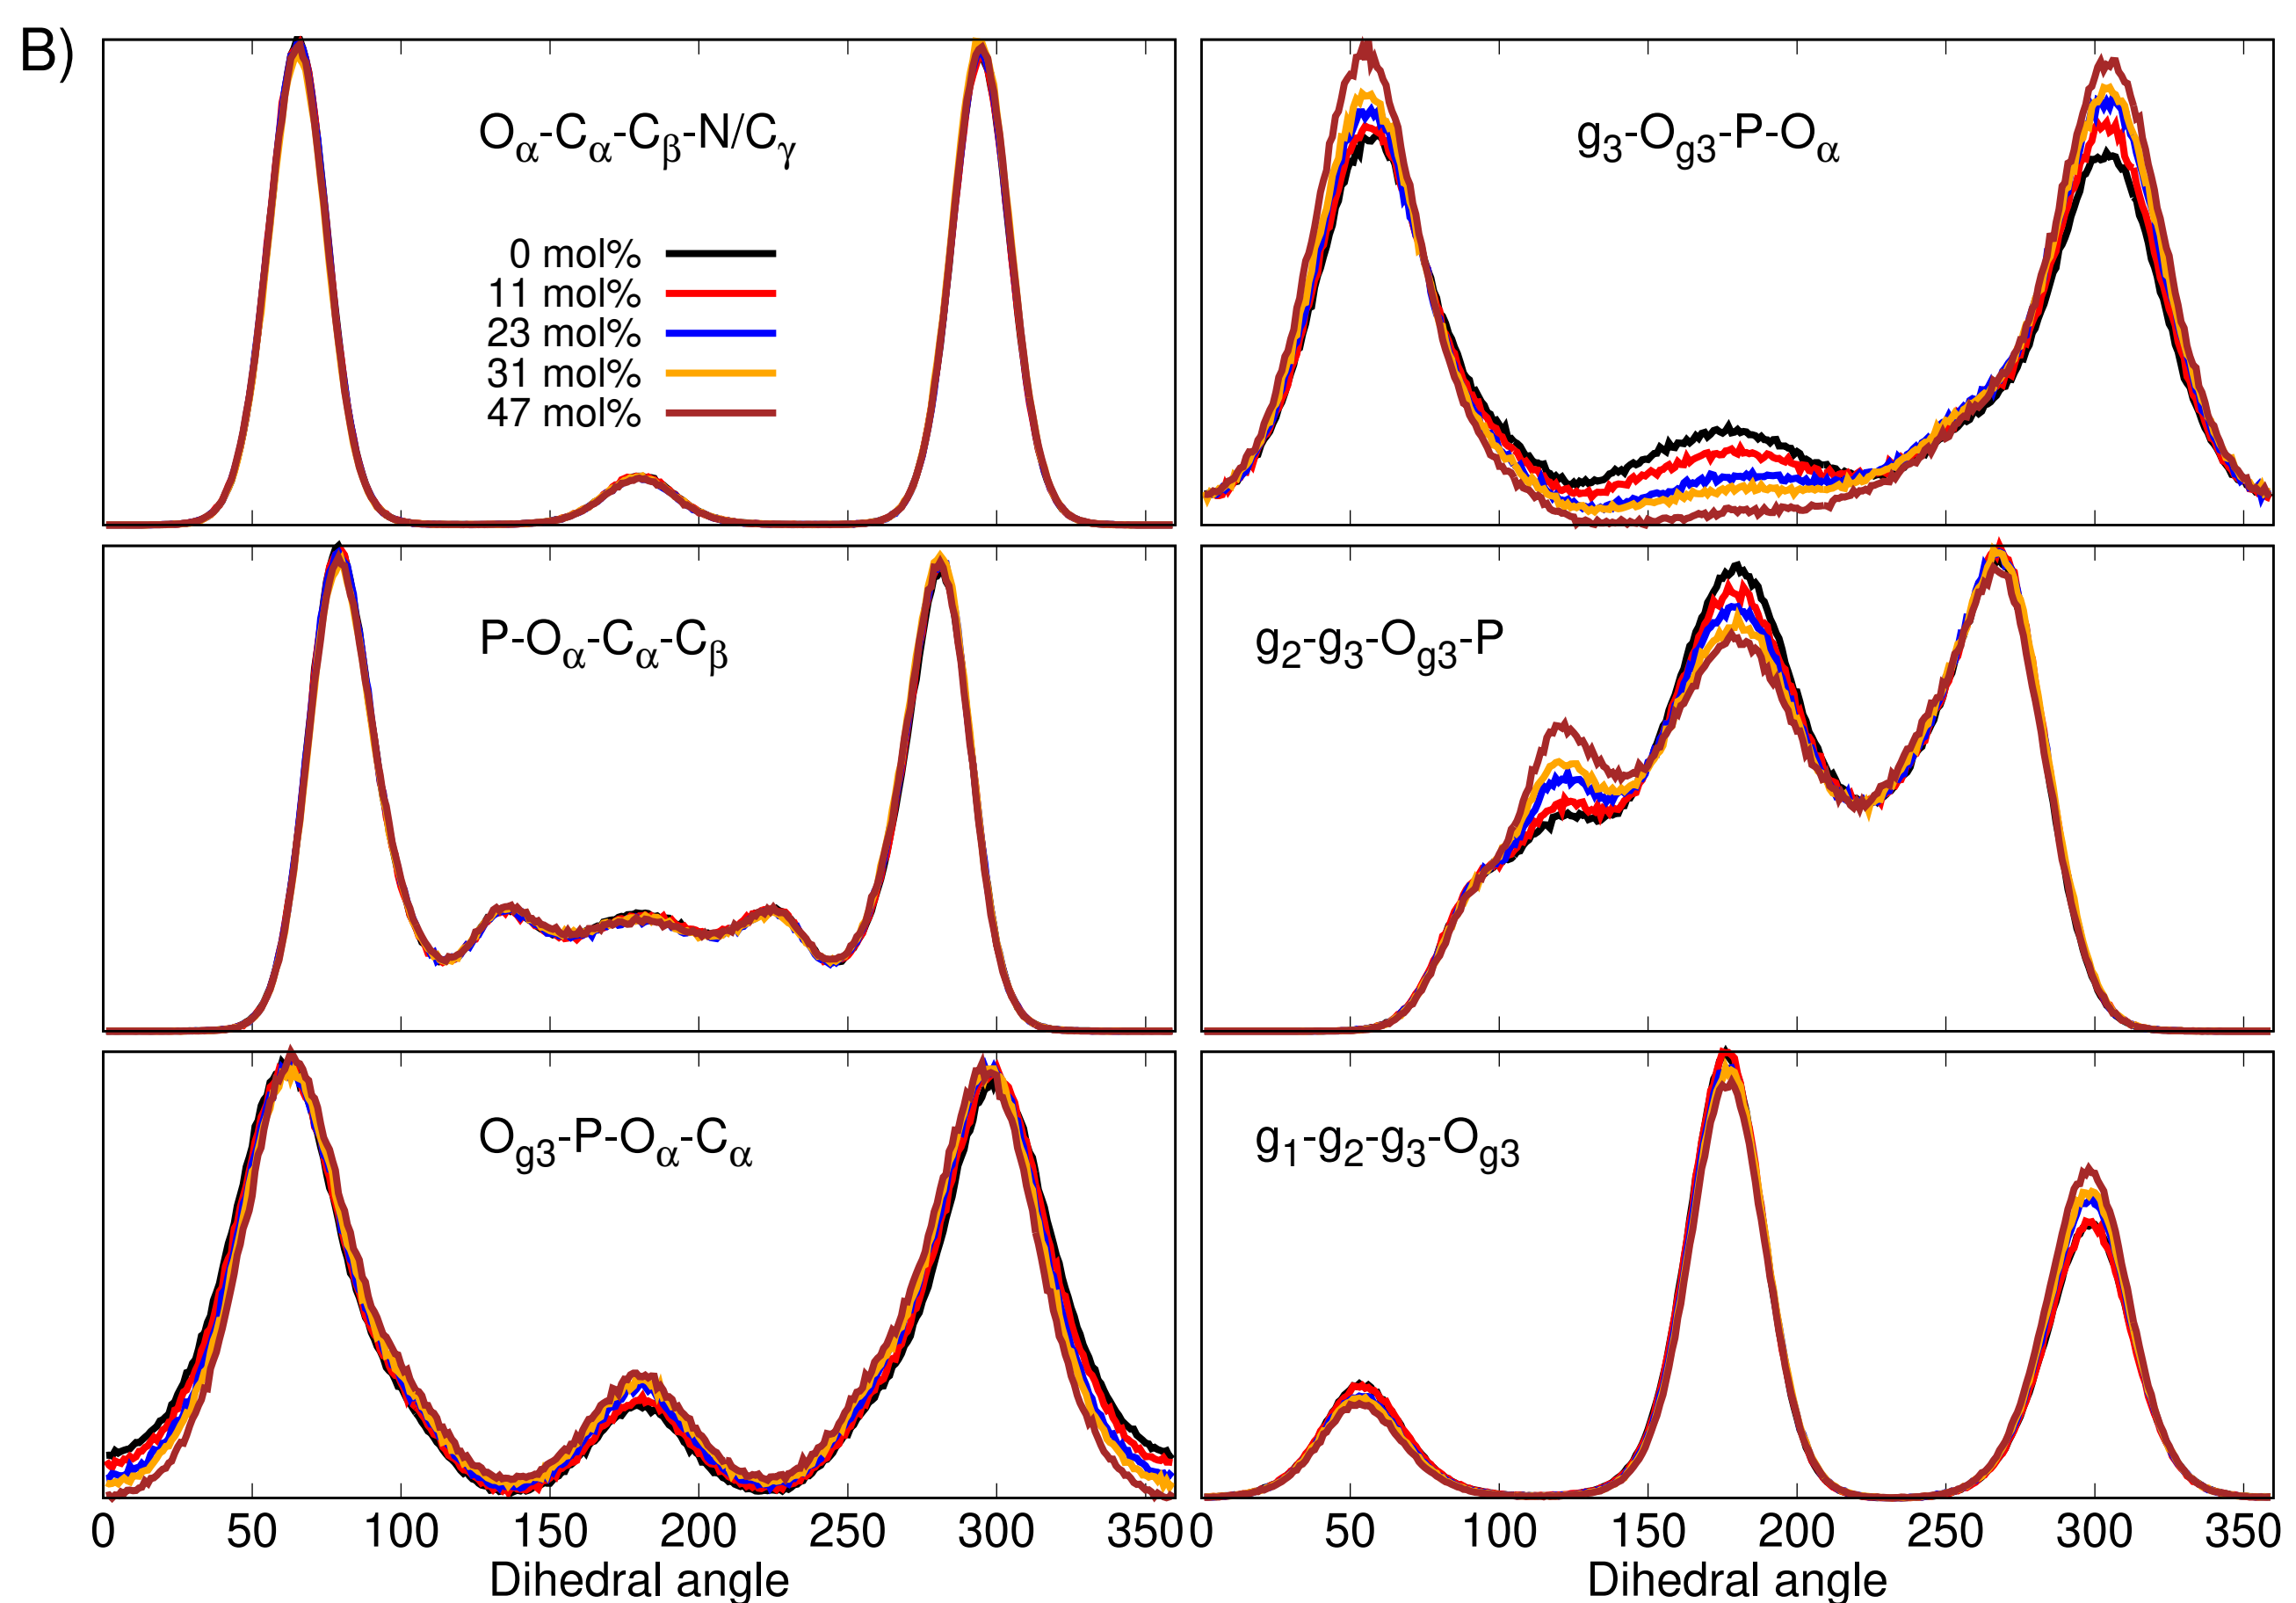 B)
Oα-Cα-Cβ-N/Cγ
0 mol%
11 mol%
23 mol%
31 mol%
47 mol%
g3-Og3-P-Oα
P-Oα-Cα-Cβ
g2-g3-Og3-P
Og3-P-Oα-Cα
g1-g2-g3-Og3
0 50 100 150 200 250 300 350
0 50 100 150 200 250 300 350
Dihedral angle
Dihedral angle